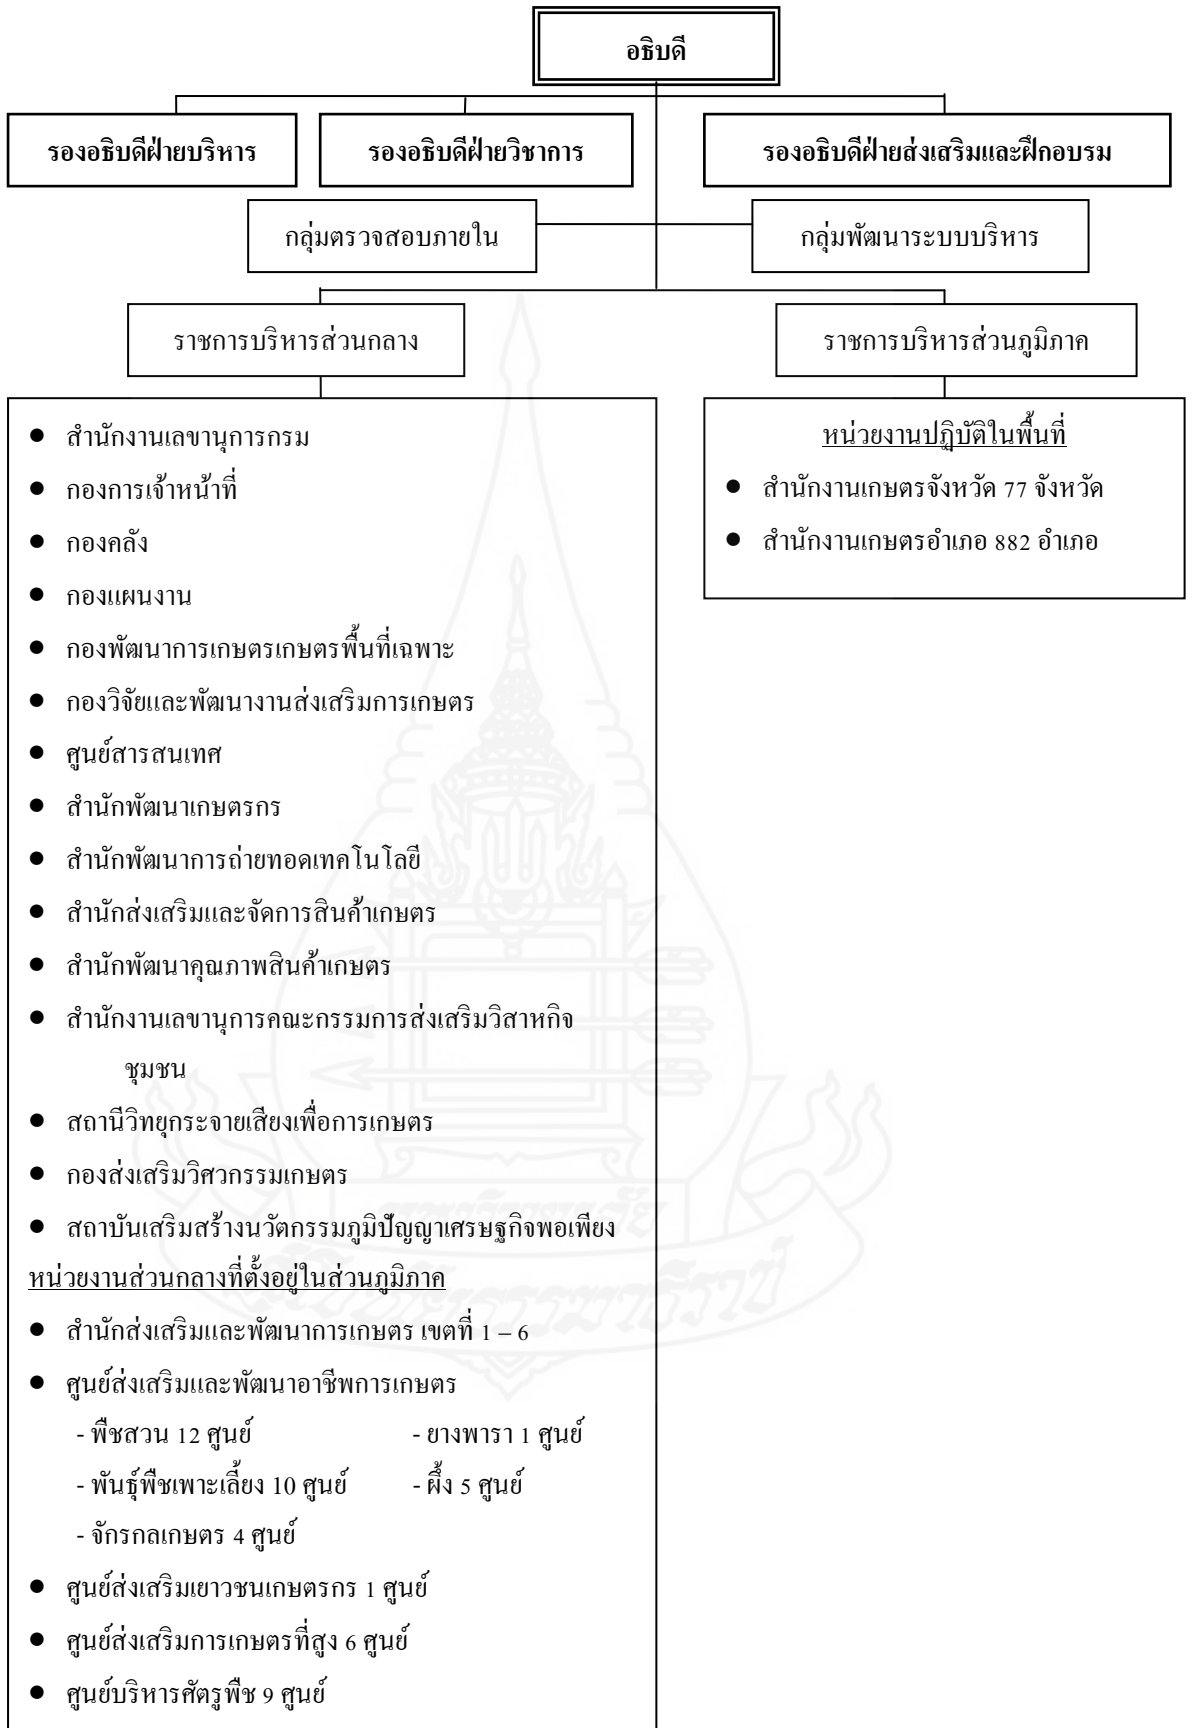 อธิบดี
รองอธิบดีฝ่ายบริหาร
รองอธิบดีฝ่ายวิชาการ
รองอธิบดีฝ่ายส่งเสริมและฝึกอบรม
กลุ่มตรวจสอบภายใน
กลุ่มพัฒนาระบบบริหาร
ราชการบริหารส่วนกลาง
ราชการบริหารส่วนภูมิภาค
● สำนักงานเลขานุการกรม
● กองการเจ้าหน้าที่
● กองคลัง
● กองแผนงาน
● กองพัฒนาการเกษตรเกษตรพื้นที่เฉพาะ
● กองวิจัยและพัฒนางานส่งเสริมการเกษตร
● ศูนย์สารสนเทศ
● สำนักพัฒนาเกษตรกร
● สำนักพัฒนาการถ่ายทอดเทคโนโลยี
● สำนักส่งเสริมและจัดการสินค้าเกษตร
● สำนักพัฒนาคุณภาพสินค้าเกษตร
● สำนักงานเลขานุการคณะกรรมการส่งเสริมวิสาหกิจ
ชุมชน
● สถานีวิทยุกระจายเสียงเพื่อการเกษตร
● กองส่งเสริมวิศวกรรมเกษตร
● สถาบันเสริมสร้างนวัตกรรมภูมิปัญญาเศรษฐกิจพอเพียง
หน่วยงานส่วนกลางที่ตั้งอยู่ในส่วนภูมิภาค
● สำนักส่งเสริมและพัฒนาการเกษตร เขตที่ 1 – 6
● ศูนย์ส่งเสริมและพัฒนาอาชีพการเกษตร
- พืชสวน 12 ศูนย์ - ยางพารา 1 ศูนย์
- พันธุ์พืชเพาะเลี้ยง 10 ศูนย์ - ผึ้ง 5 ศูนย์
- จักรกลเกษตร 4 ศูนย์
● ศูนย์ส่งเสริมเยาวชนเกษตรกร 1 ศูนย์
● ศูนย์ส่งเสริมการเกษตรที่สูง 6 ศูนย์
● ศูนย์บริหารศัตรูพืช 9 ศูนย์
หน่วยงานปฏิบัติในพื้นที่
● สำนักงานเกษตรจังหวัด 77 จังหวัด
● สำนักงานเกษตรอำเภอ 882 อำเภอ
มหาวิทยาลัย
สุโขทัยธรรมาธิราช